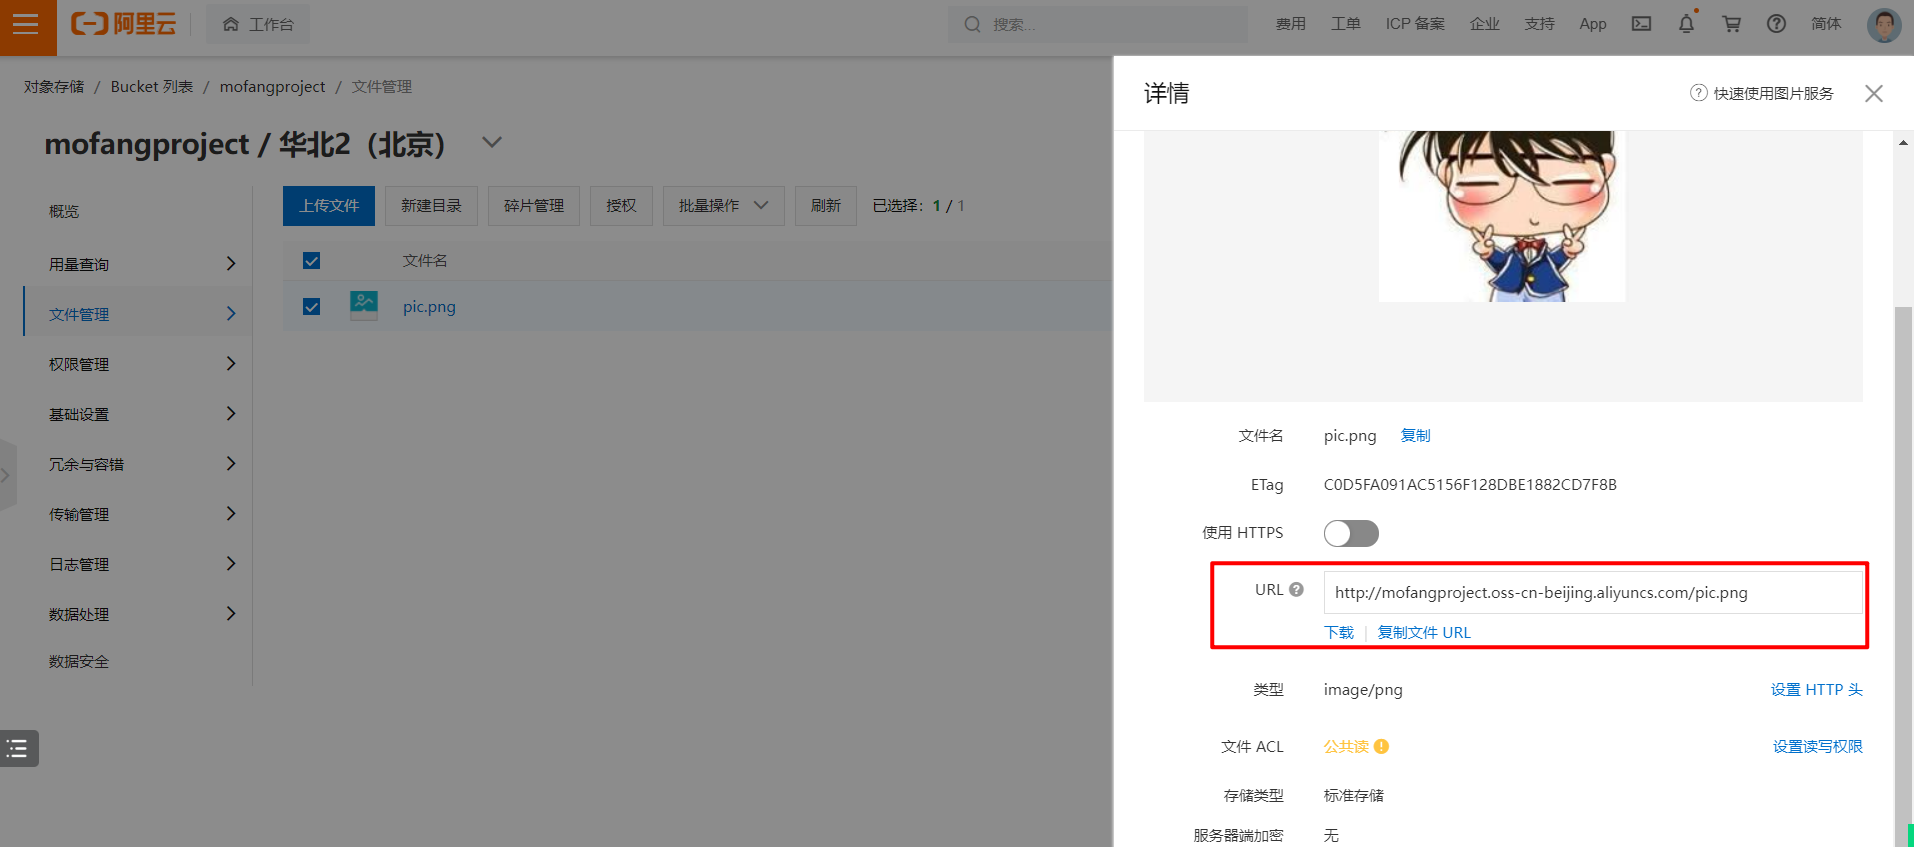 阿里云
工作台
搜索...
费用 工单 ICP 备案 企业 支持 App 简体
对象存储 / Bucket 列表 / mofangproject / 文件管理
mofangproject / 华北2（北京）
概览
用量查询
文件管理
权限管理
基础设置
冗余与容错
传输管理
日志管理
数据处理
数据安全
上传文件 新建目录 碎片管理 授权 批量操作 刷新 已选择：1 / 1
文件名
pic.png
详情
快速使用图片服务
文件名 pic.png 复制
ETag C0D5FA091AC5156F128DBE1882CD7F8B
使用 HTTPS
URL http://mofangproject.oss-cn-beijing.aliyuncs.com/pic.png
下载 | 复制文件 URL
类型 image/png 设置 HTTP 头
文件 ACL 公共读 设置读写权限
存储类型 标准存储
服务器端加密 无